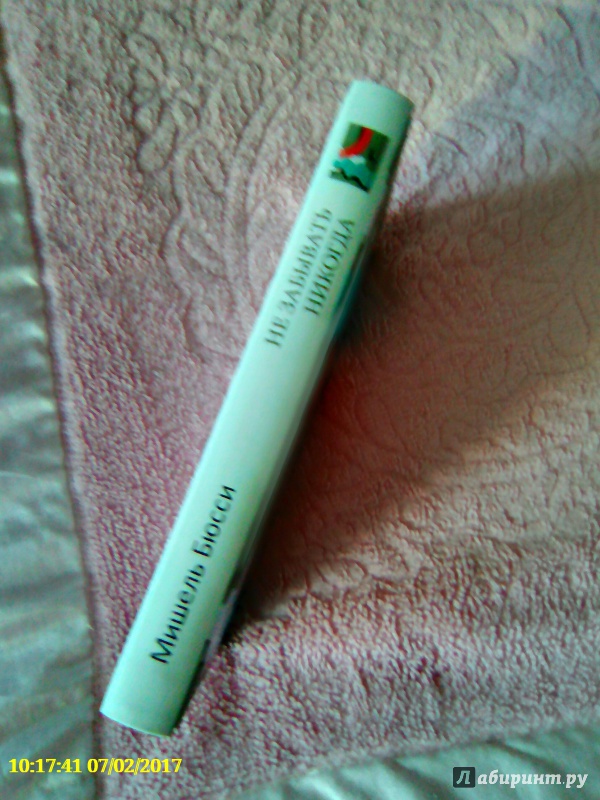 Мишель Бюсси
НЕ ЗАБЫВАТЬ
НИКОГДА
10:17:41 07/02/2017
Лабиринт.ру